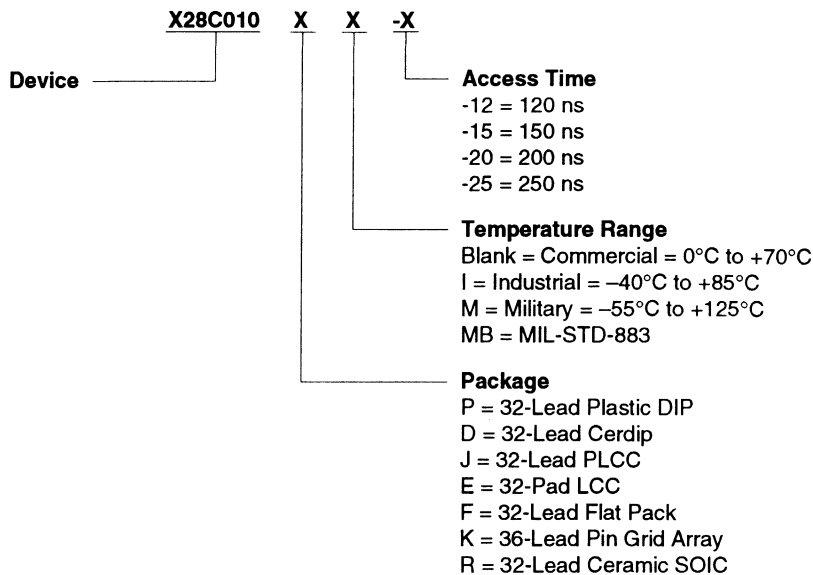 X28C010 X X -X
Device
Access Time
-12 = 120 ns
-15 = 150 ns
-20 = 200 ns
-25 = 250 ns
Temperature Range
Blank = Commercial = 0°C to +70°C
I = Industrial = –40°C to +85°C
M = Military = –55°C to +125°C
MB = MIL-STD-883
Package
P = 32-Lead Plastic DIP
D = 32-Lead Cerdip
J = 32-Lead PLCC
E = 32-Pad LCC
F = 32-Lead Flat Pack
K = 36-Lead Pin Grid Array
R = 32-Lead Ceramic SOIC